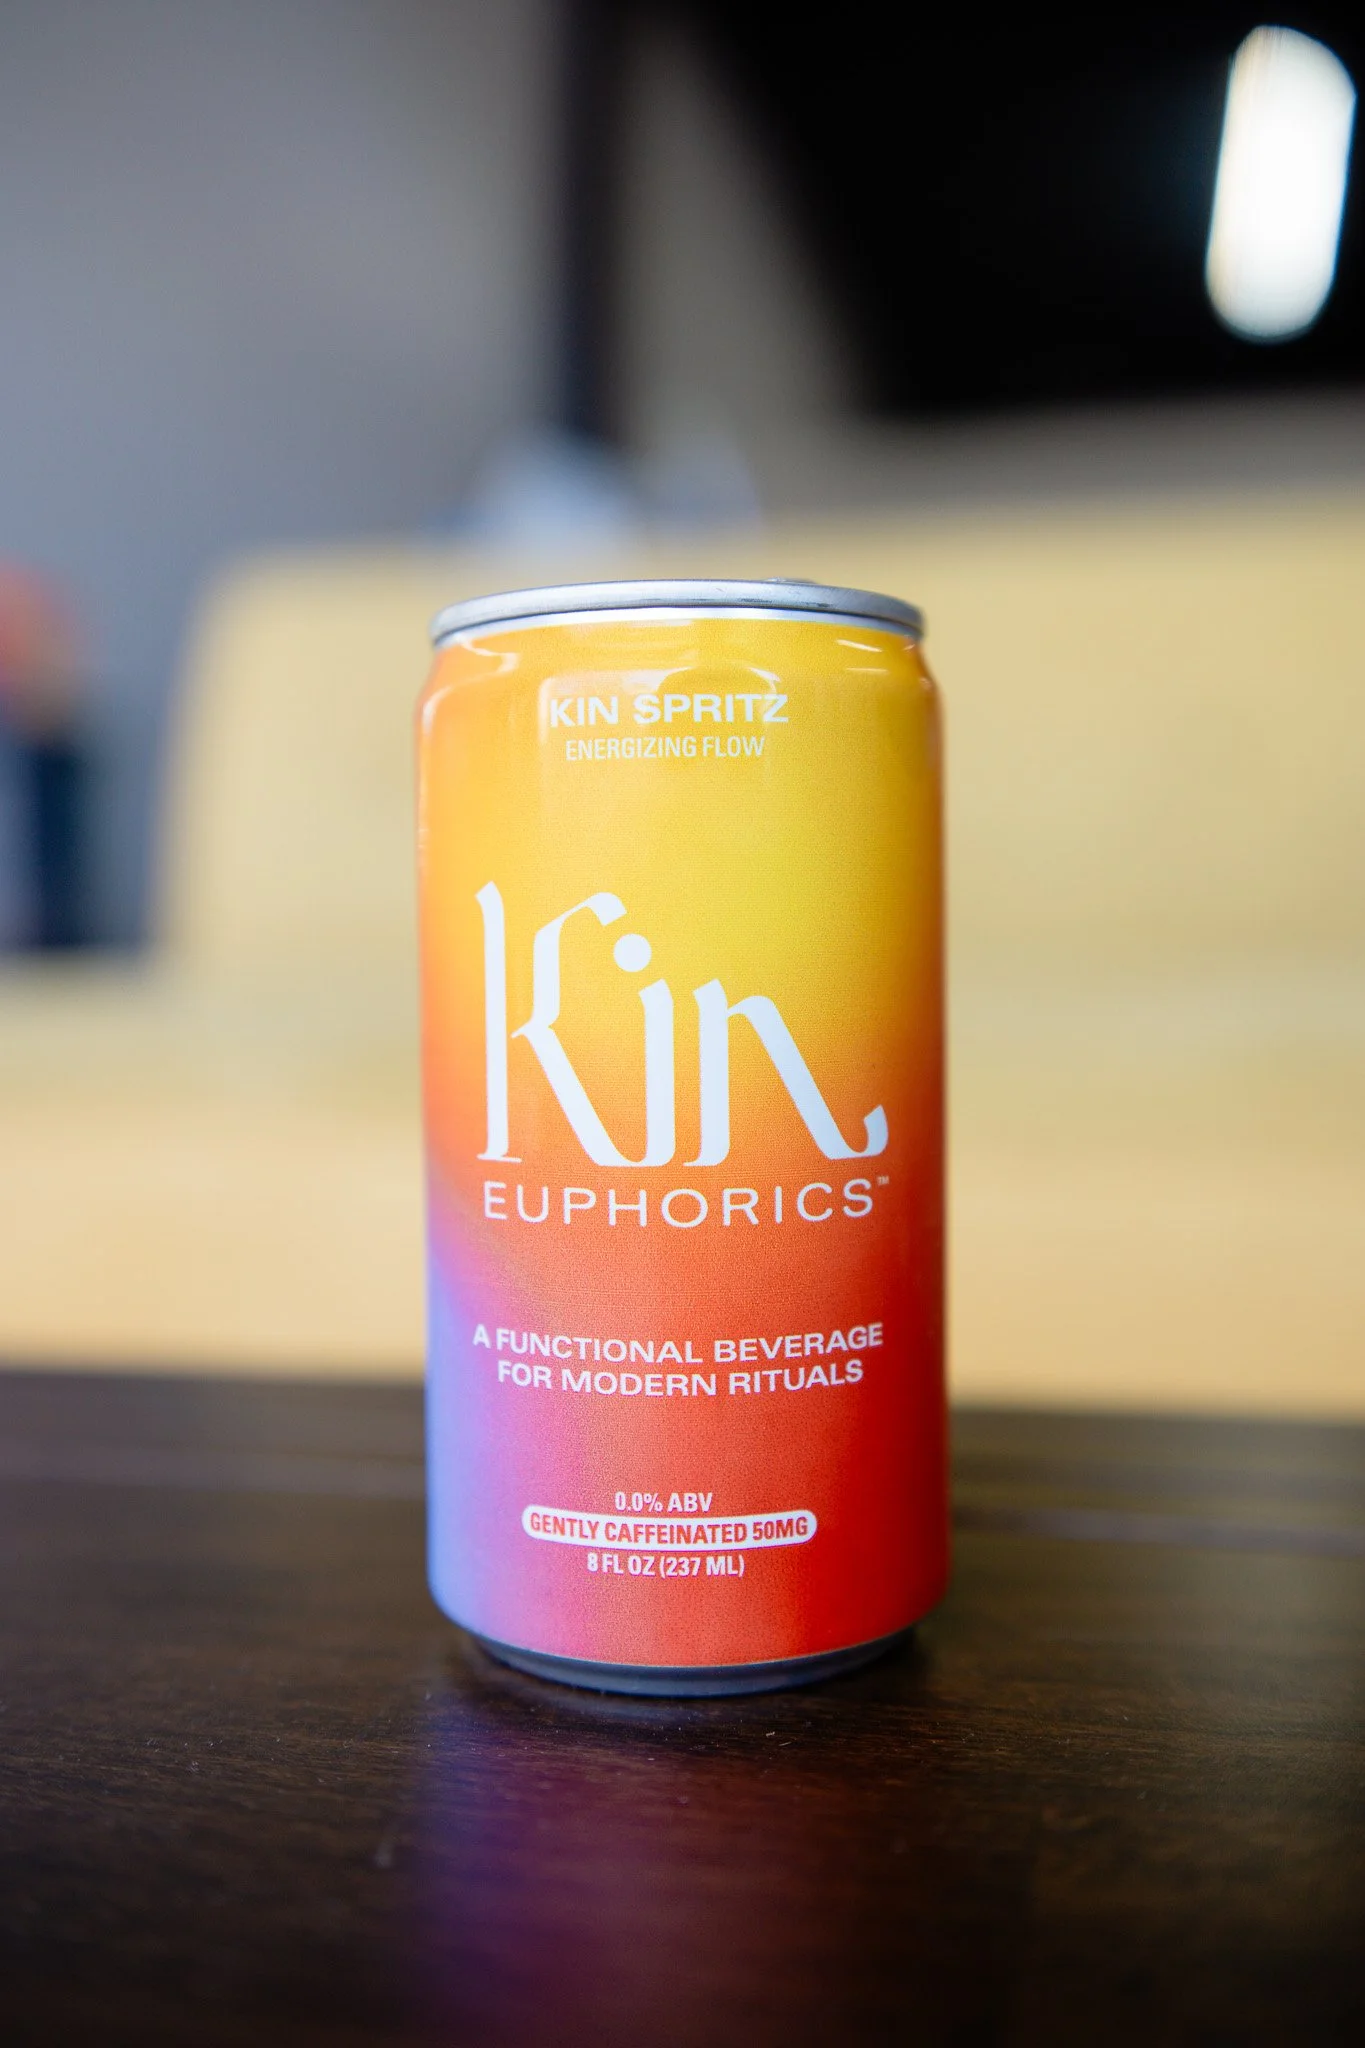 KIN SPRITZ
ENERGIZING FLOW
Kin
EUPHORICS™
A FUNCTIONAL BEVERAGE
FOR MODERN RITUALS
0.0% ABV
GENTLY CAFFEINATED 50MG
8 FL OZ (237 ML)